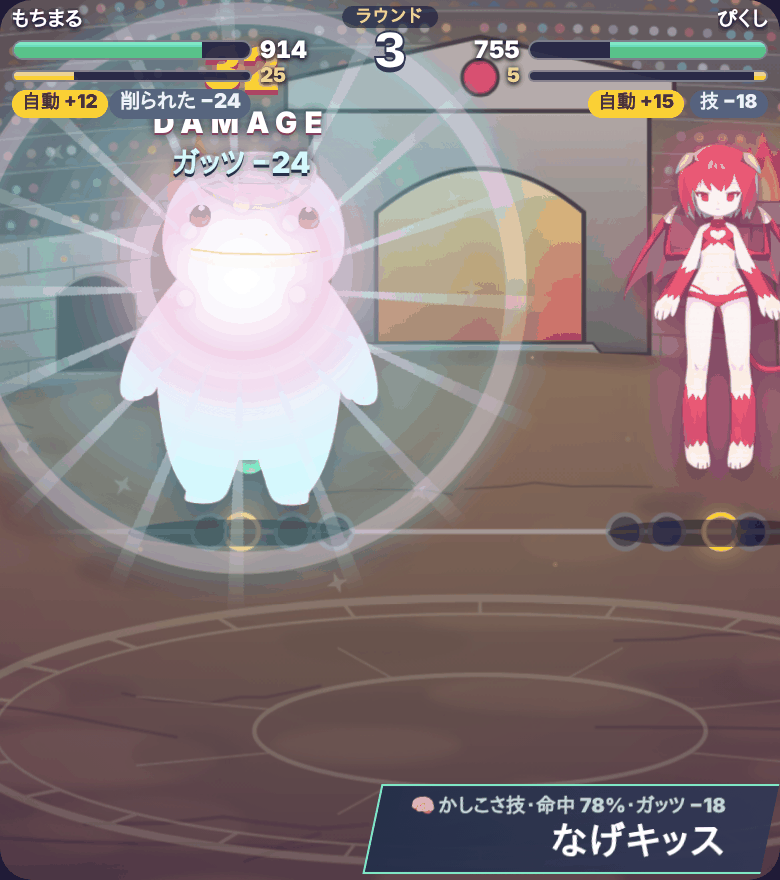 もちまる
ラウンド
ぴくし
914
3
755
25
5
自動 +12
削られた −24
自動 +15
技 −18
DAMAGE
ガッツ −24
かしこさ技・命中 78%・ガッツ −18
なげキッス